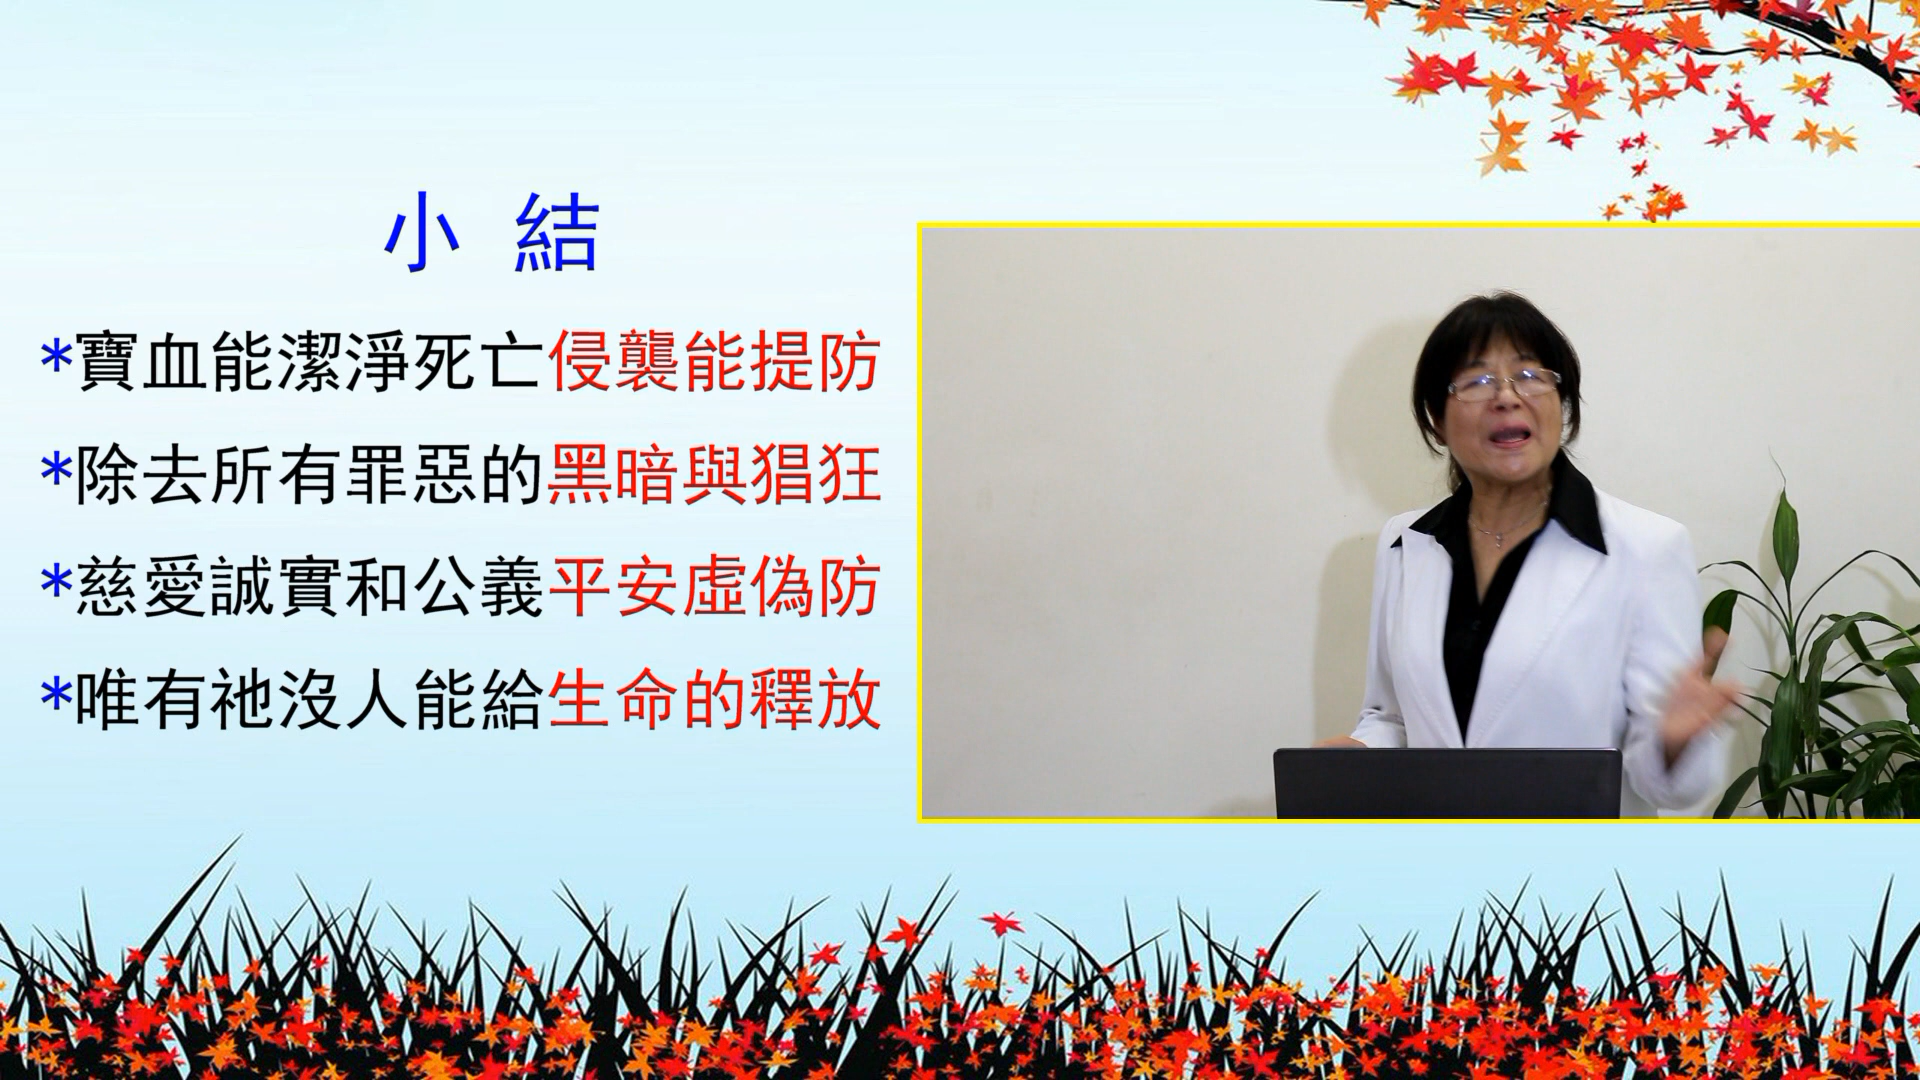 小 結
*寶血能潔淨死亡侵襲能提防
*除去所有罪惡的黑暗與猖狂
*慈愛誠實和公義平安虛偽防
*唯有祂沒人能給生命的釋放